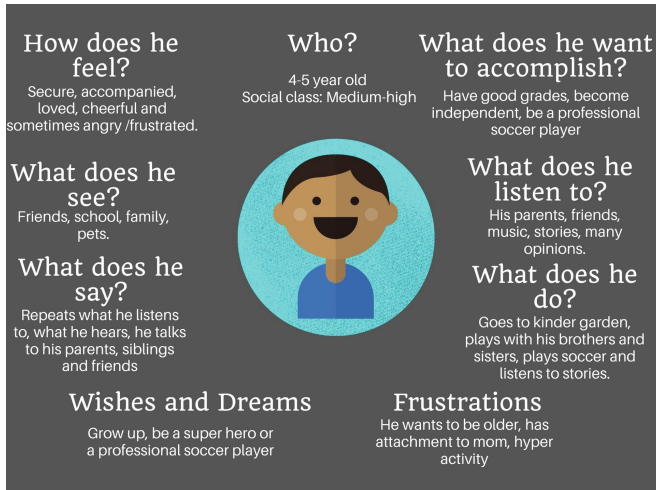 How does he
feel?
Secure, accompanied,
loved, cheerful and
sometimes angry /frustrated.
Who?
4-5 year old
Social class: Medium-high
What does he want
to accomplish?
Have good grades, become
independent, be a professional
soccer player
What does he
see?
Friends, school, family,
pets.
What does he
listen to?
His parents, friends,
music, stories, many
opinions.
What does he
say?
Repeats what he listens
to, what he hears, he talks
to his parents, siblings
and friends
What does he
do?
Goes to kinder garden,
plays with his brothers and
sisters, plays soccer and
listens to stories.
Wishes and Dreams
Grow up, be a super hero or
a professional soccer player
Frustrations
He wants to be older, has
attachment to mom, hyper
activity